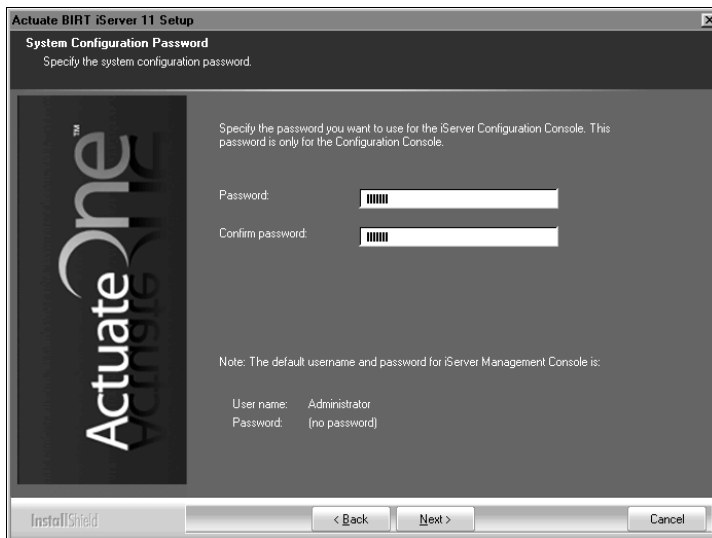 Actuate BIRT iServer 11 Setup
System Configuration Password
Specify the system configuration password.
ActuateOne™
Specify the password you want to use for the iServer Configuration Console. This
password is only for the Configuration Console.
Password:
Confirm password:
Note: The default username and password for iServer Management Console is:
User name: Administrator
Password: (no password)
InstallShield
< Back Next > Cancel